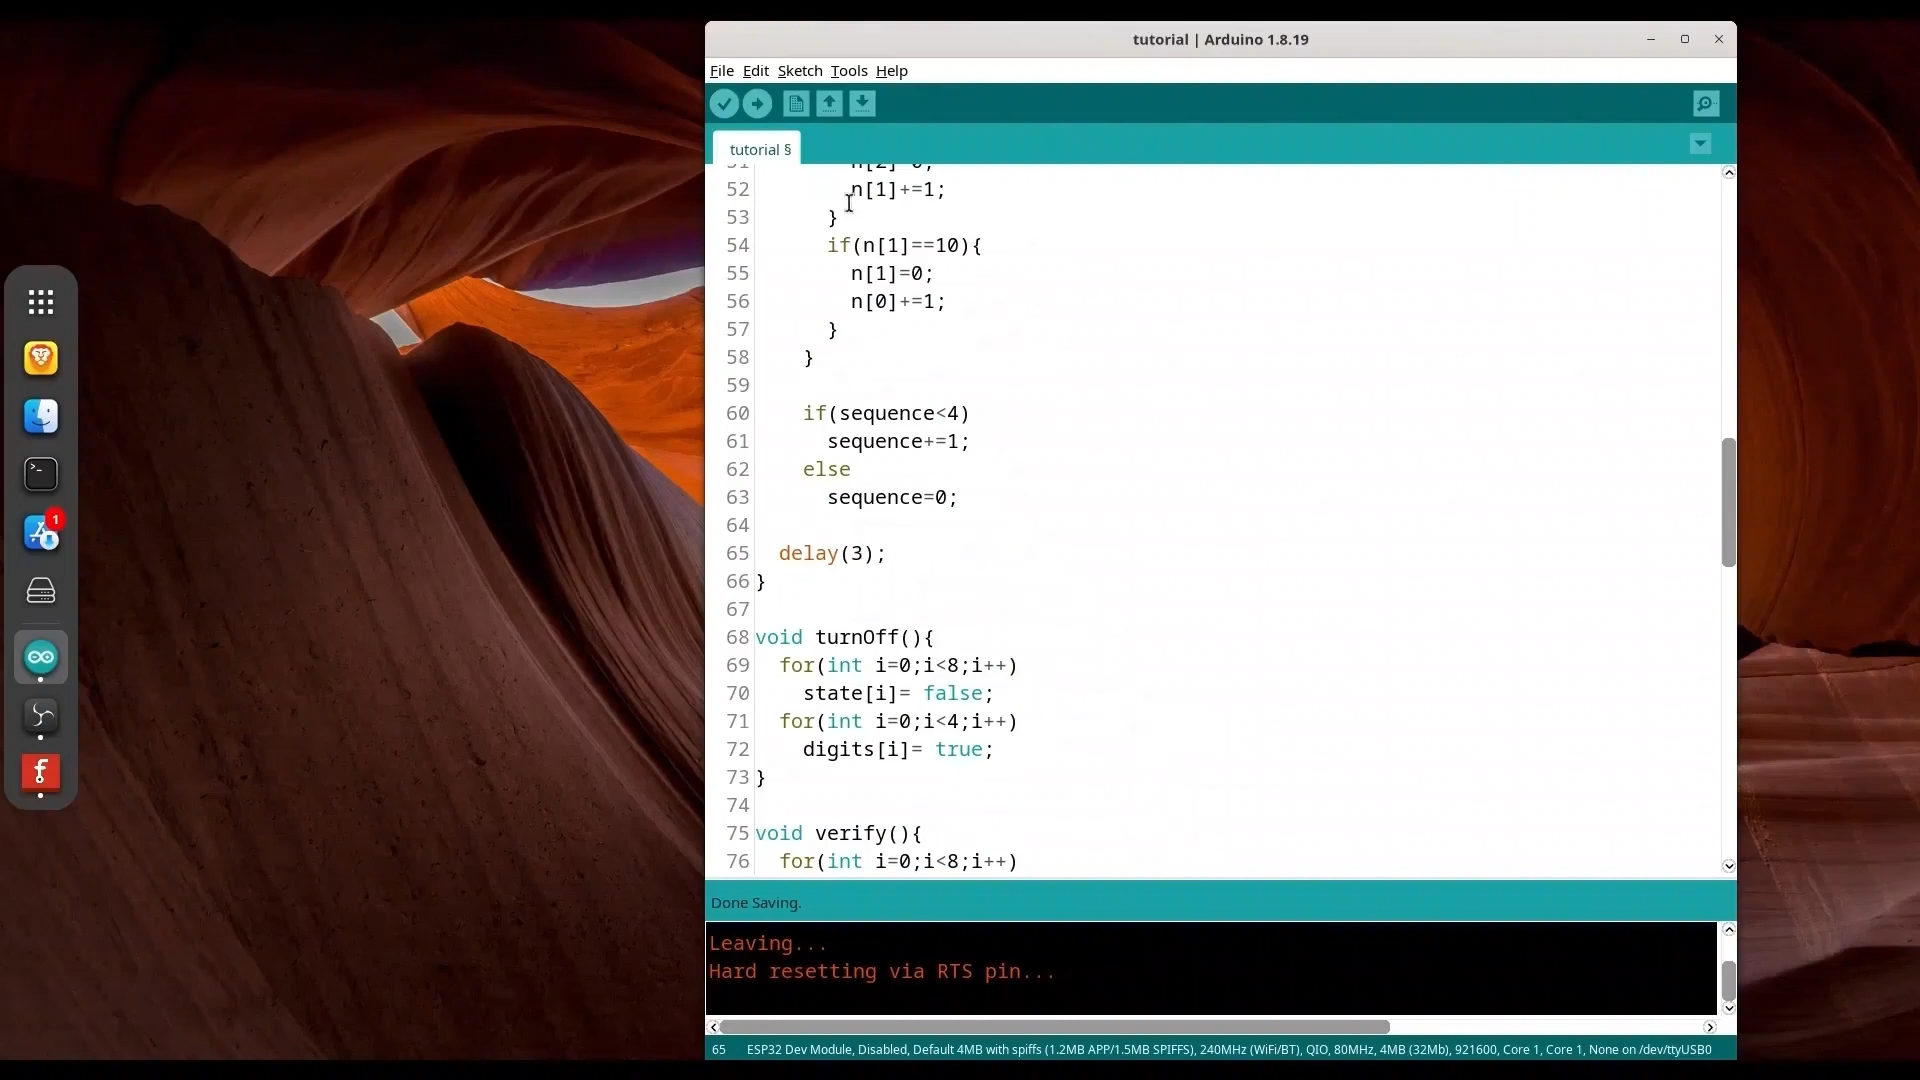 tutorial | Arduino 1.8.19
File Edit Sketch Tools Help
tutorial §
52 n[1]+=1;
53 }
54 if(n[1]==10){
55 n[1]=0;
56 n[0]+=1;
57 }
58 }
59
60 if(sequence<4)
61 sequence+=1;
62 else
63 sequence=0;
64
65 delay(3);
66 }
67
68 void turnOff(){
69 for(int i=0;i<8;i++)
70 state[i]= false;
71 for(int i=0;i<4;i++)
72 digits[i]= true;
73 }
74
75 void verify(){
76 for(int i=0;i<8;i++)
Done Saving.
Leaving...
Hard resetting via RTS pin...
65 ESP32 Dev Module, Disabled, Default 4MB with spiffs (1.2MB APP/1.5MB SPIFFS), 240MHz (WiFi/BT), QIO, 80MHz, 4MB (32Mb), 921600, Core 1, Core 1, None on /dev/ttyUSB0
1